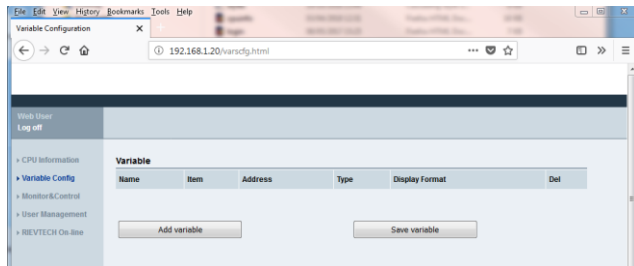 File Edit View History Bookmarks Tools Help
Variable Configuration
192.168.1.20/varscfg.html
Web User
Log off
CPU Information
Variable Config
Monitor&Control
User Management
RIEVTECH On-line
Variable
Name Item Address Type Display Format Del
Add variable Save variable